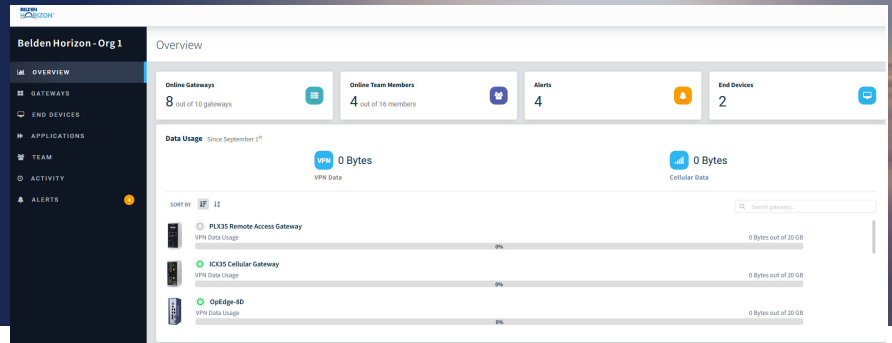 BELDEN
HORIZON
Belden Horizon - Org 1
Overview
OVERVIEW
GATEWAYS
END DEVICES
APPLICATIONS
TEAM
ACTIVITY
ALERTS
4
Online Gateways
8 out of 10 gateways
Online Team Members
4 out of 16 members
Alerts
4
End Devices
2
Data Usage Since September 1st
VPN 0 Bytes
VPN Data
0 Bytes
Cellular Data
SORT BY
Search gateways...
PLX35 Remote Access Gateway
VPN Data Usage
0 Bytes out of 20 GB
0%
ICX35 Cellular Gateway
VPN Data Usage
0 Bytes out of 20 GB
0%
OpEdge-8D
VPN Data Usage
0 Bytes out of 20 GB
0%